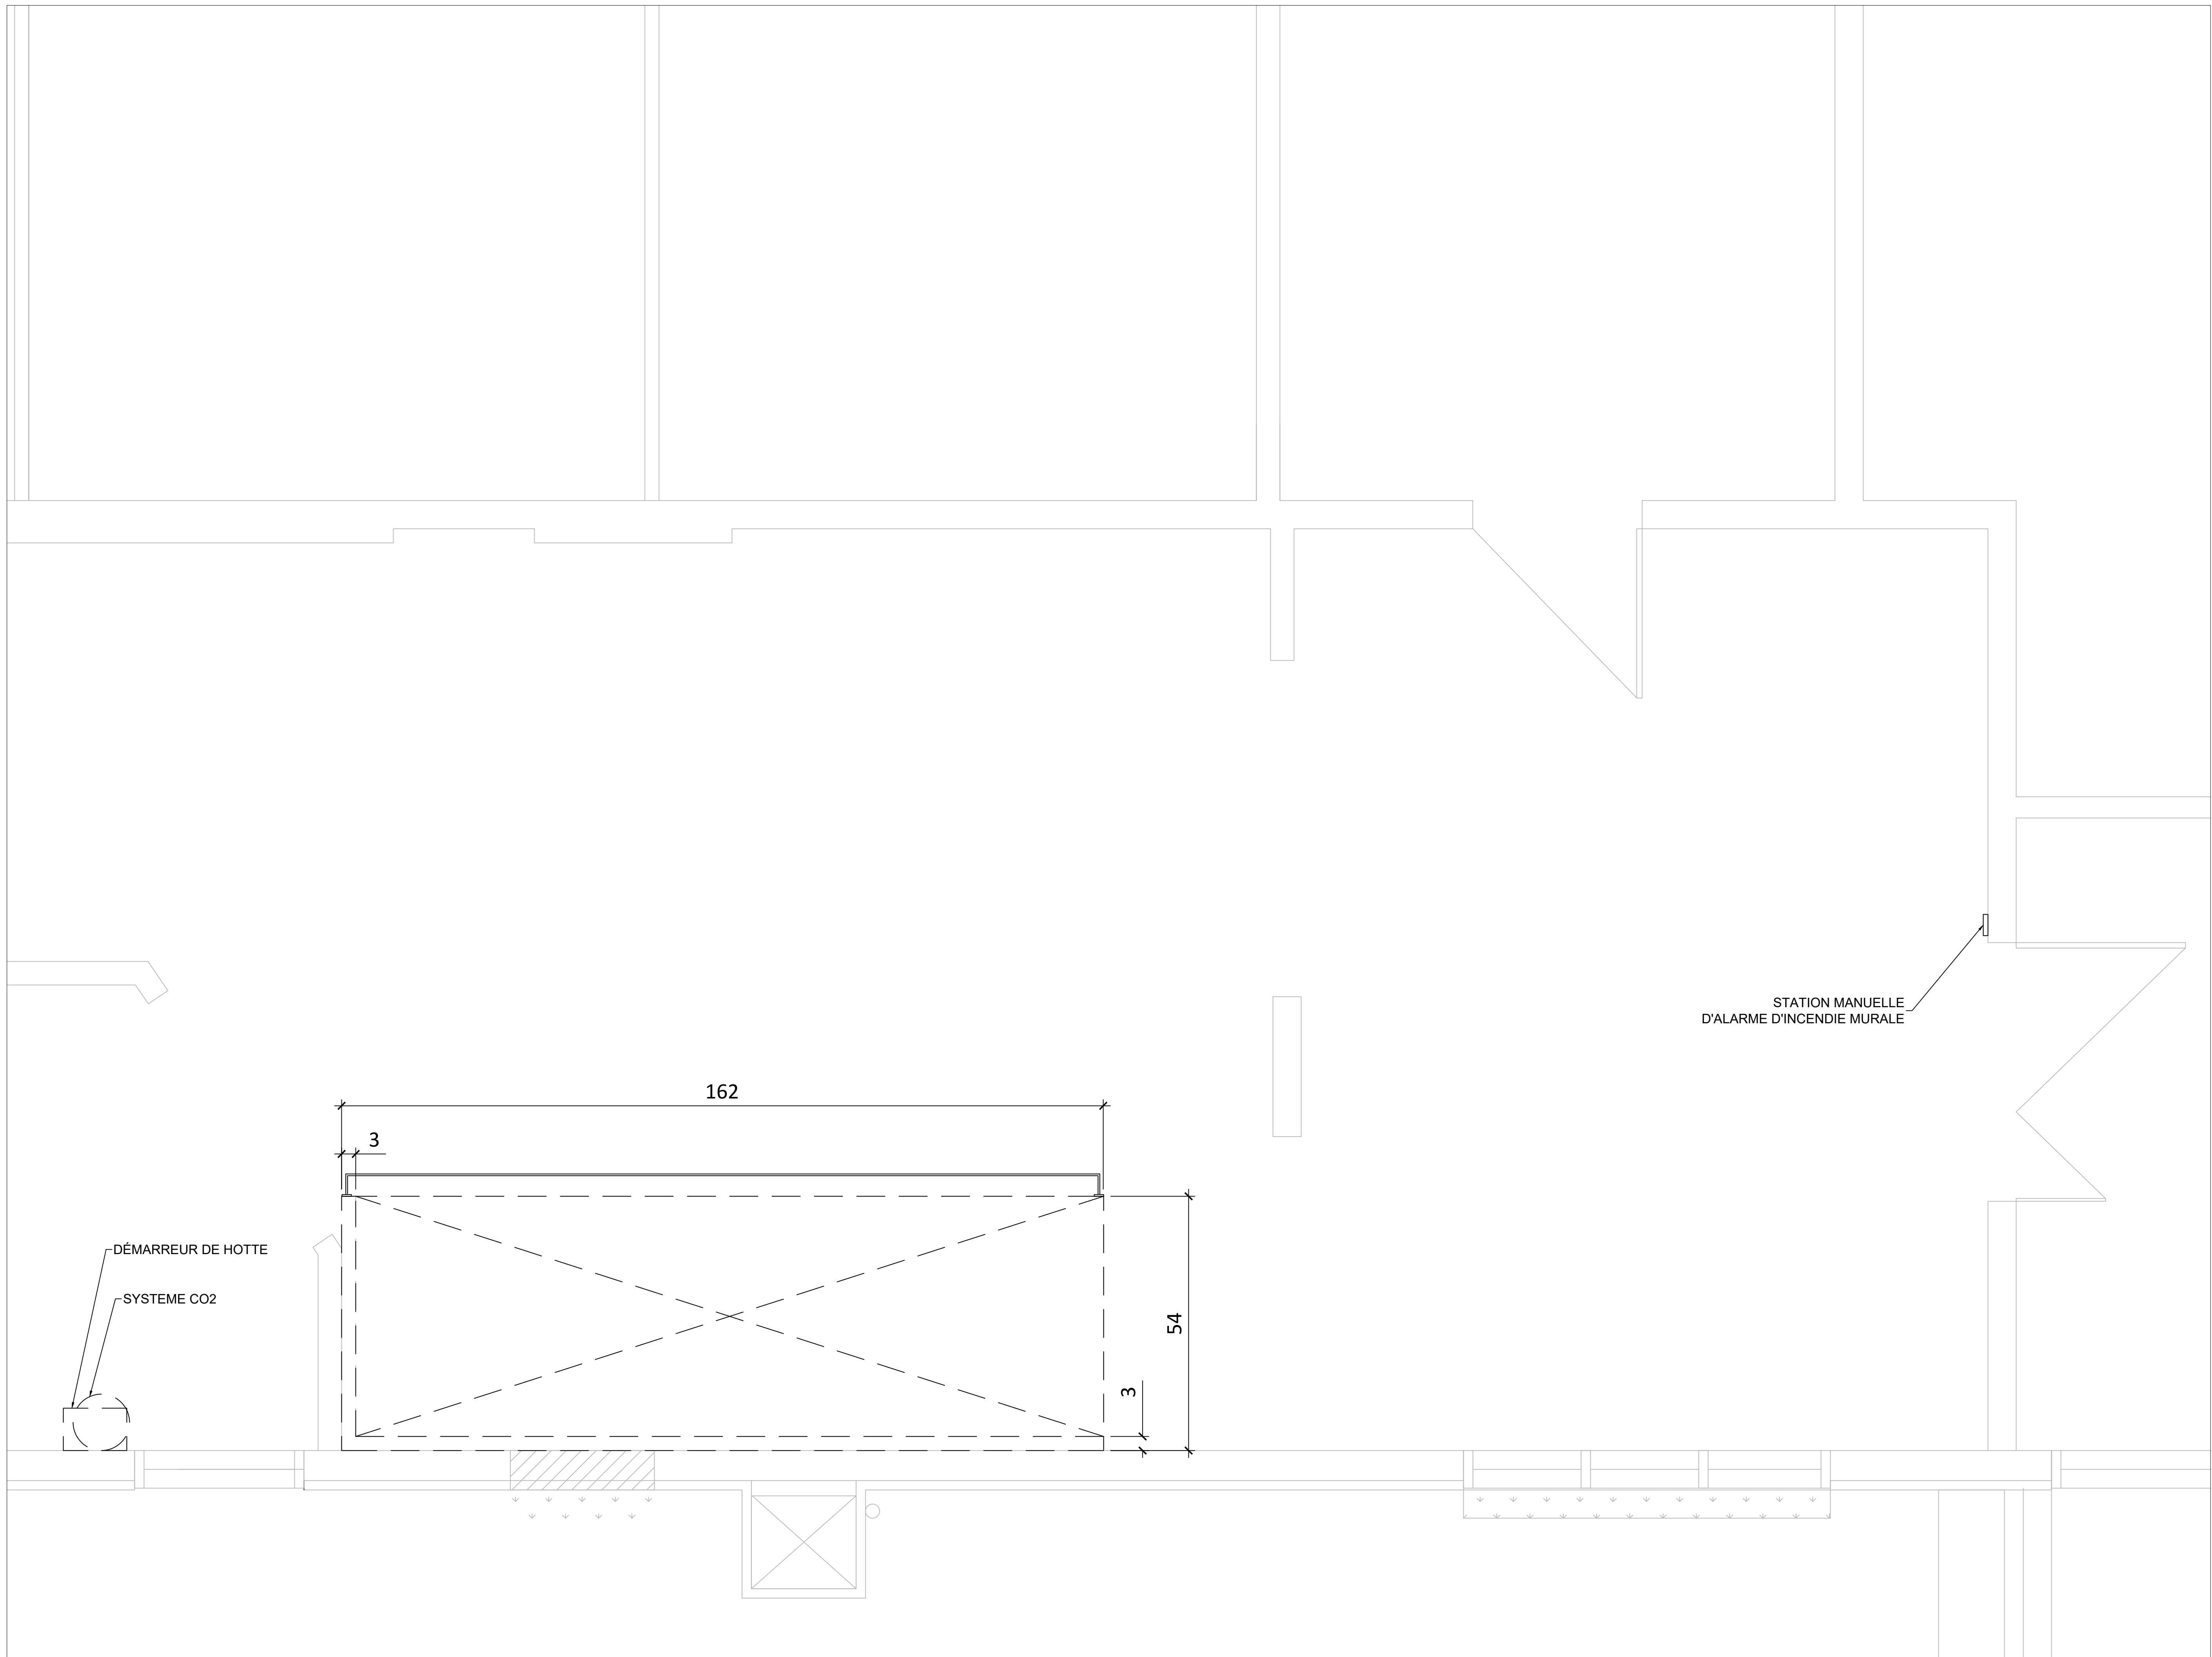 STATION MANUELLE
D'ALARME D'INCENDIE MURALE
162
3
DÉMARREUR DE HOTTE
SYSTEME CO2
54
3